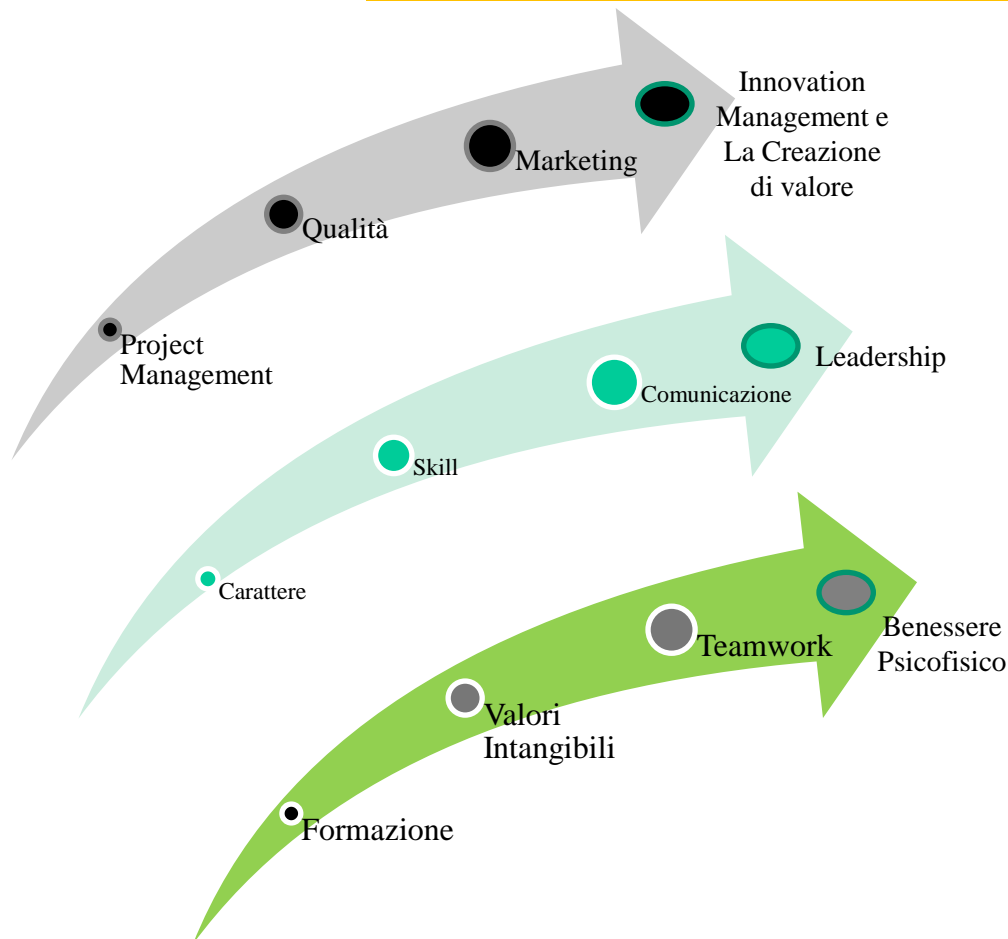 Innovation
Management e
La Creazione
di valore
Marketing
Qualità
Project
Management
Leadership
Comunicazione
Skill
Carattere
Benessere
Psicofisico
Teamwork
Valori
Intangibili
Formazione